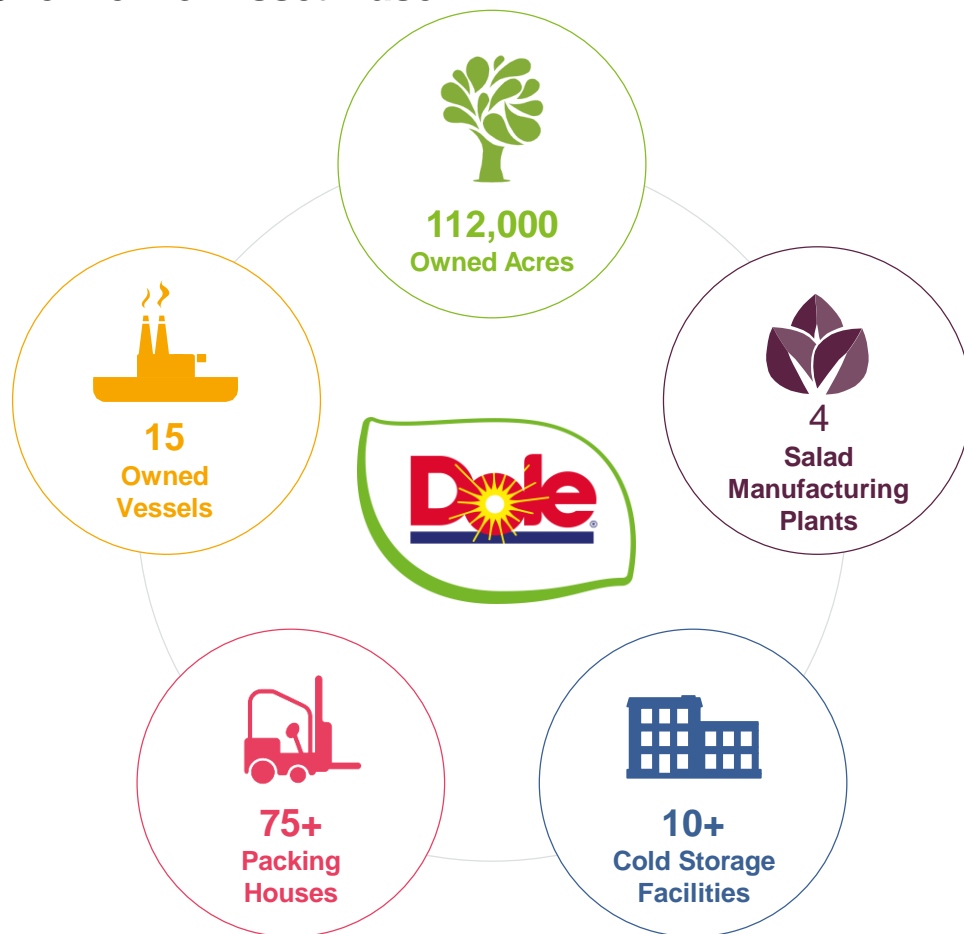 112,000
Owned Acres
15
Owned
Vessels
4
Salad
Manufacturing
Plants
Dole
®
75+
Packing
Houses
10+
Cold Storage
Facilities